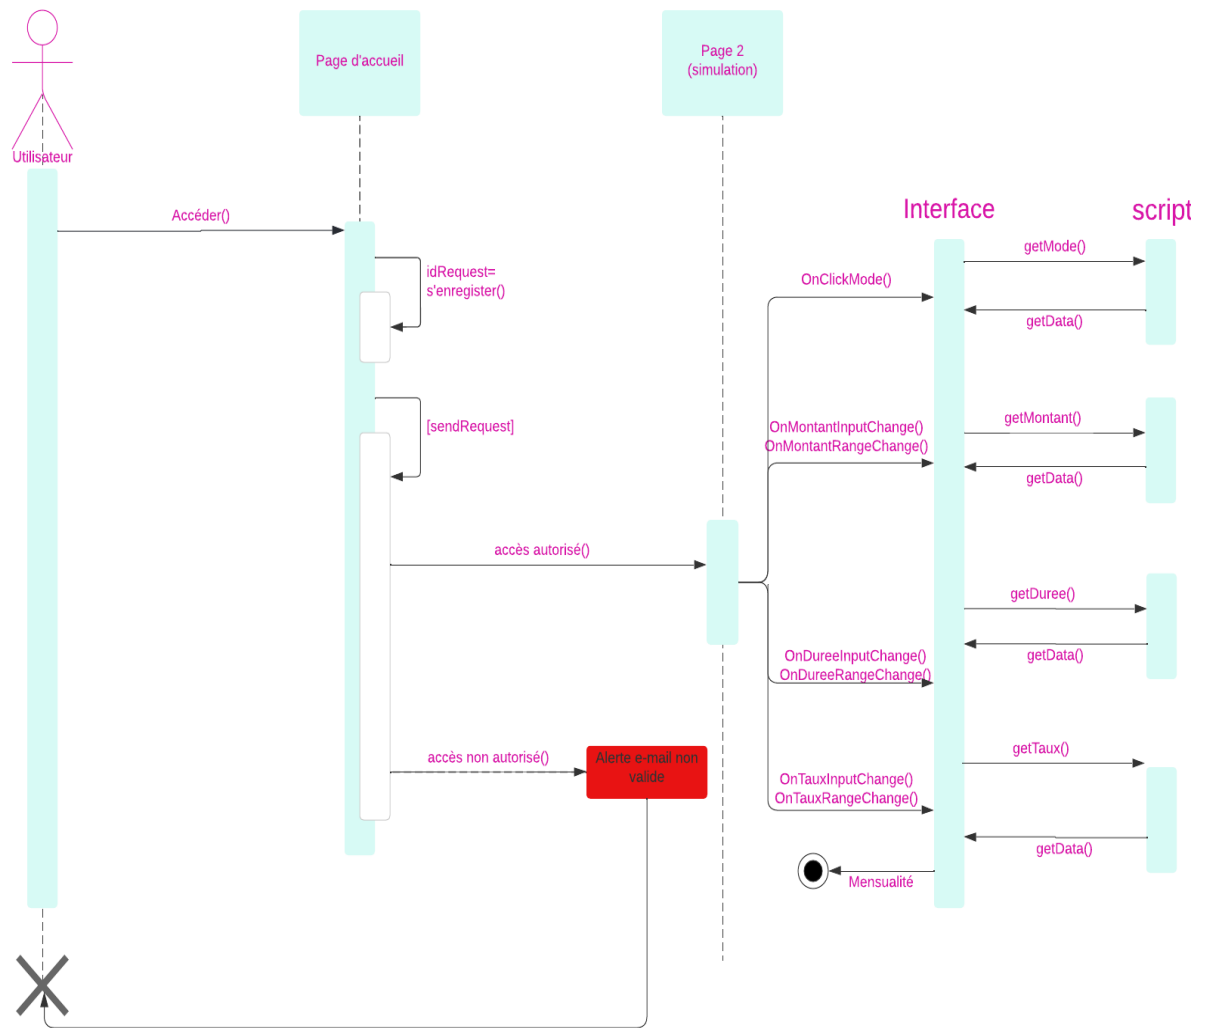 Page d'accueil
Page 2
(simulation)
Utilisateur
Accéder()
Interface
script
getMode()
idRequest=
s'enregister()
OnClickMode()
getData()
[sendRequest]
OnMontantInputChange()
OnMontantRangeChange()
getMontant()
getData()
accès autorisé()
getDuree()
OnDureeInputChange()
OnDureeRangeChange()
getData()
accès non autorisé()
Alerte e-mail non
valide
getTaux()
OnTauxInputChange()
OnTauxRangeChange()
getData()
Mensualité